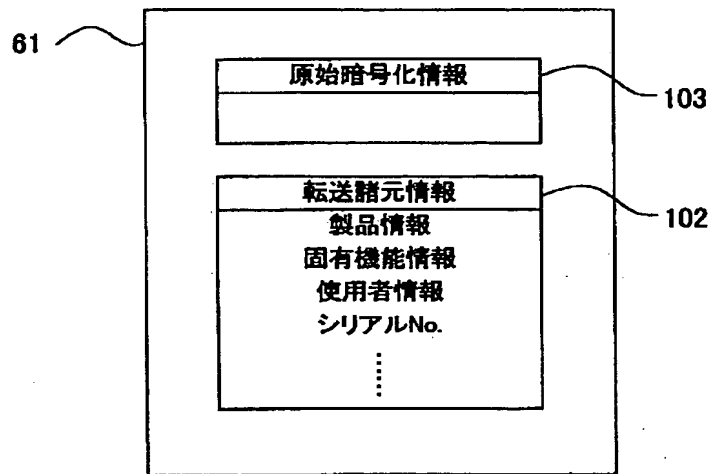 61
原始暗号化情報
103
転送諸元情報
102
製品情報
固有機能情報
使用者情報
シリアルNo.